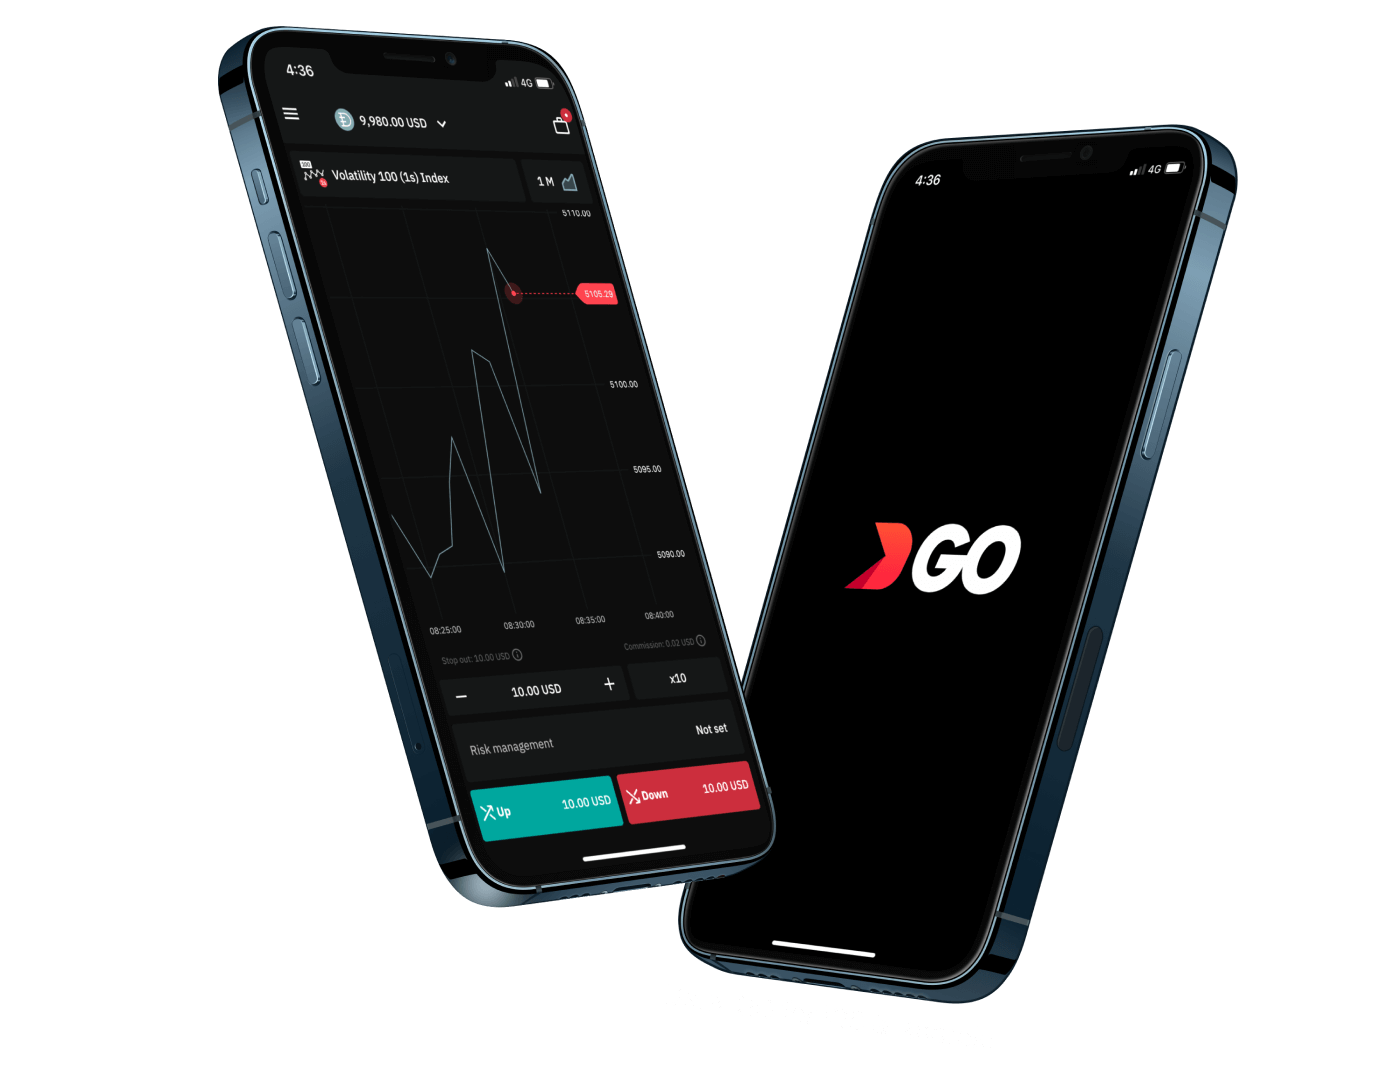 4:36
4G
9,980.00 USD
100
1s
Volatility 100 (1s) Index
1 M
5110.00
5105.29
5100.00
5095.00
5090.00
08:25:00
08:30:00
08:35:00
08:40:00
Stop out: 10.00 USD
Commission: 0.02 USD
− 10.00 USD +
x10
Risk management
Not set
Up 10.00 USD
Down 10.00 USD
4:36
4G
GO